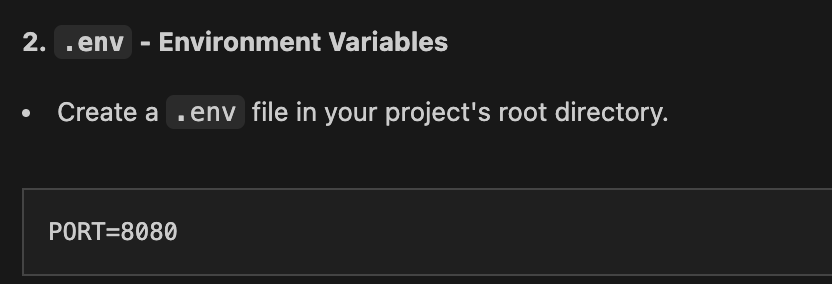 2. .env - Environment Variables
• Create a .env file in your project's root directory.
PORT=8080